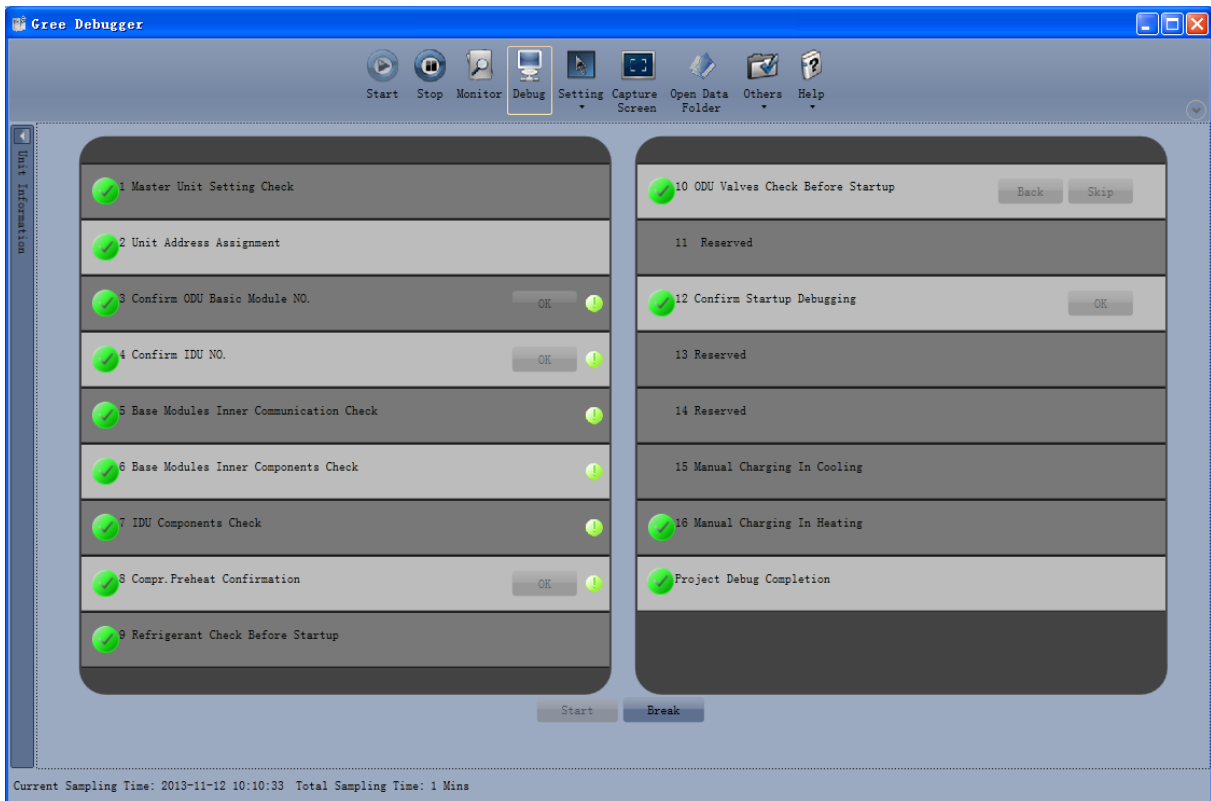 Gree Debugger
Start Stop Monitor Debug Setting Capture Screen Open Data Folder Others Help
Unit Information
1 Master Unit Setting Check
2 Unit Address Assignment
3 Confirm ODU Basic Module NO. OK
4 Confirm IDU NO. OK
5 Base Modules Inner Communication Check
6 Base Modules Inner Components Check
7 IDU Components Check
8 Compr.Preheat Confirmation OK
9 Refrigerant Check Before Startup
10 ODU Valves Check Before Startup Back Skip
11 Reserved
12 Confirm Startup Debugging OK
13 Reserved
14 Reserved
15 Manual Charging In Cooling
16 Manual Charging In Heating
Project Debug Completion
Start Break
Current Sampling Time: 2013-11-12 10:10:33 Total Sampling Time: 1 Mins